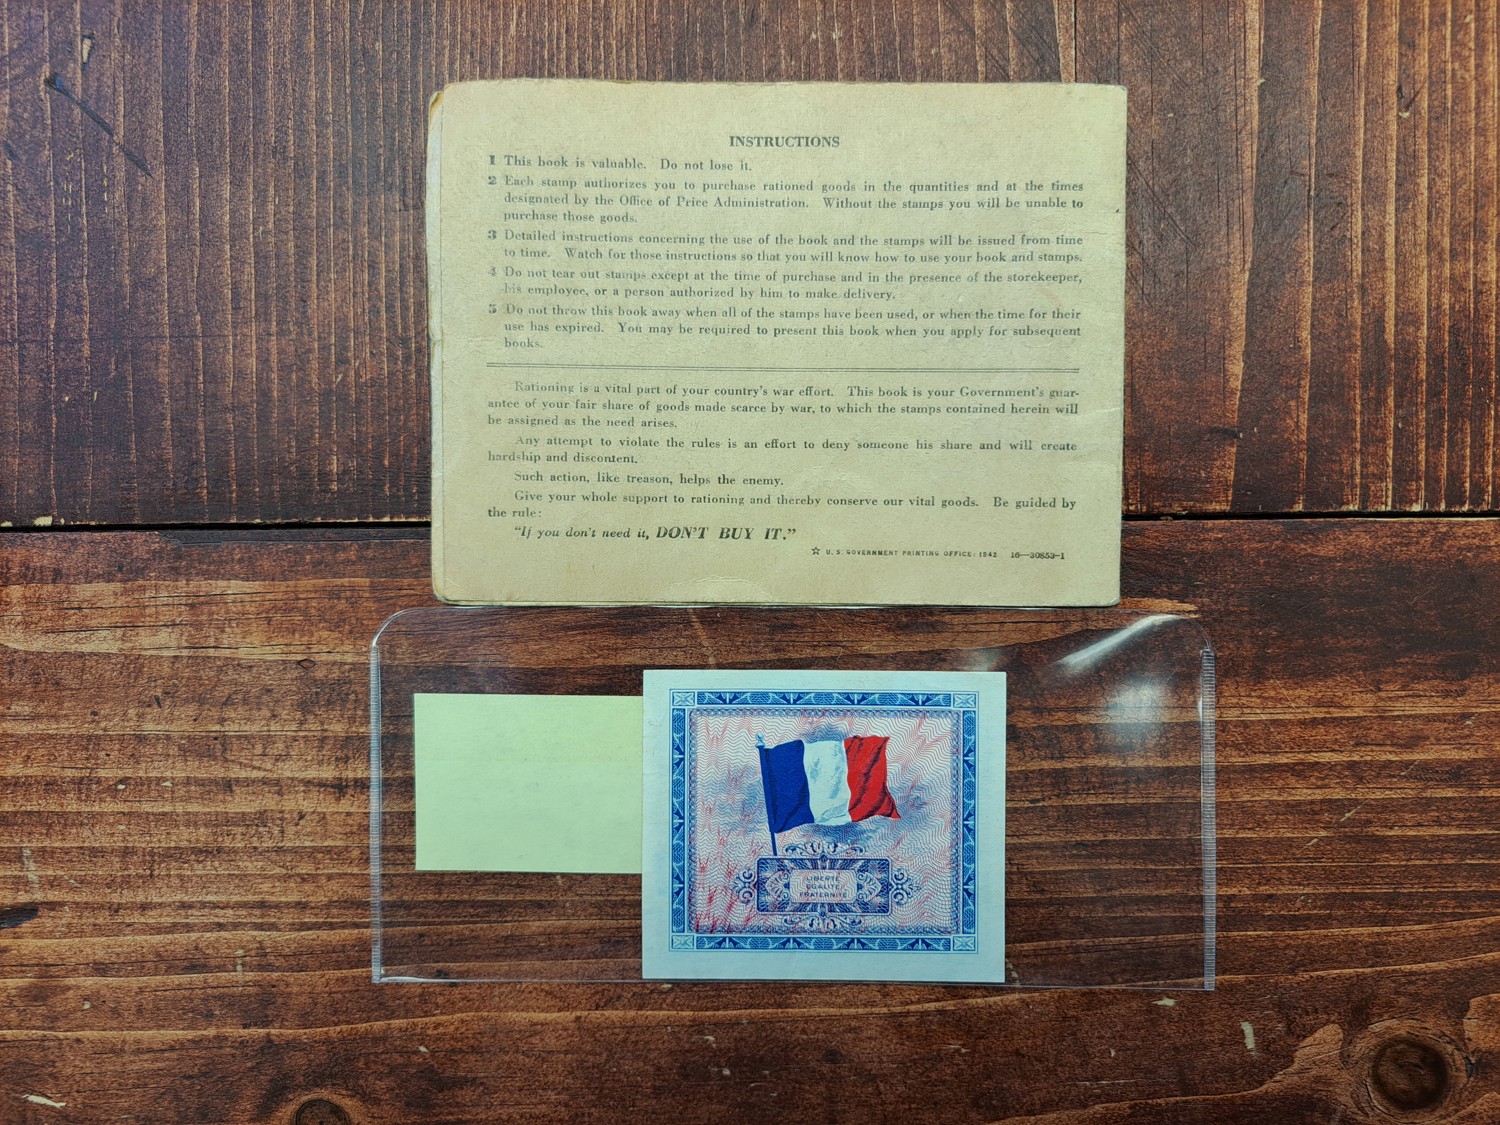 INSTRUCTIONS
1 This book is valuable. Do not lose it.
2 Each stamp authorizes you to purchase rationed goods in the quantities and at the times
designated by the Office of Price Administration. Without the stamps you will be unable to
purchase those goods.
3 Detailed instructions concerning the use of the book and the stamps will be issued from time
to time. Watch for those instructions so that you will know how to use your book and stamps.
4 Do not tear out stamps except at the time of purchase and in the presence of the storekeeper,
his employee, or a person authorized by him to make delivery.
5 Do not throw this book away when all of the stamps have been used, or when the time for their
use has expired. You may be required to present this book when you apply for subsequent
books.
Rationing is a vital part of your country's war effort. This book is your Government's guar-
antee of your fair share of goods made scarce by war, to which the stamps contained herein will
be assigned as the need arises.
Any attempt to violate the rules is an effort to deny someone his share and will create
hardship and discontent.
Such action, like treason, helps the enemy.
Give your whole support to rationing and thereby conserve our vital goods. Be guided by
the rule:
"If you don't need it, DON'T BUY IT."
☆ U. S. GOVERNMENT PRINTING OFFICE: 1942 16—30853-1
LIBERTÉ
EGALITÉ
FRATERNITÉ